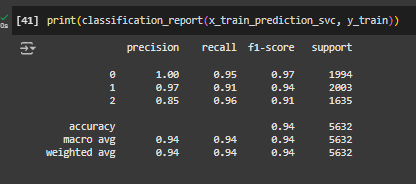 [41] print(classification_report(x_train_prediction_svc, y_train))
0s
precision recall f1-score support
0 1.00 0.95 0.97 1994
1 0.97 0.91 0.94 2003
2 0.85 0.96 0.91 1635
accuracy 0.94 5632
macro avg 0.94 0.94 0.94 5632
weighted avg 0.94 0.94 0.94 5632